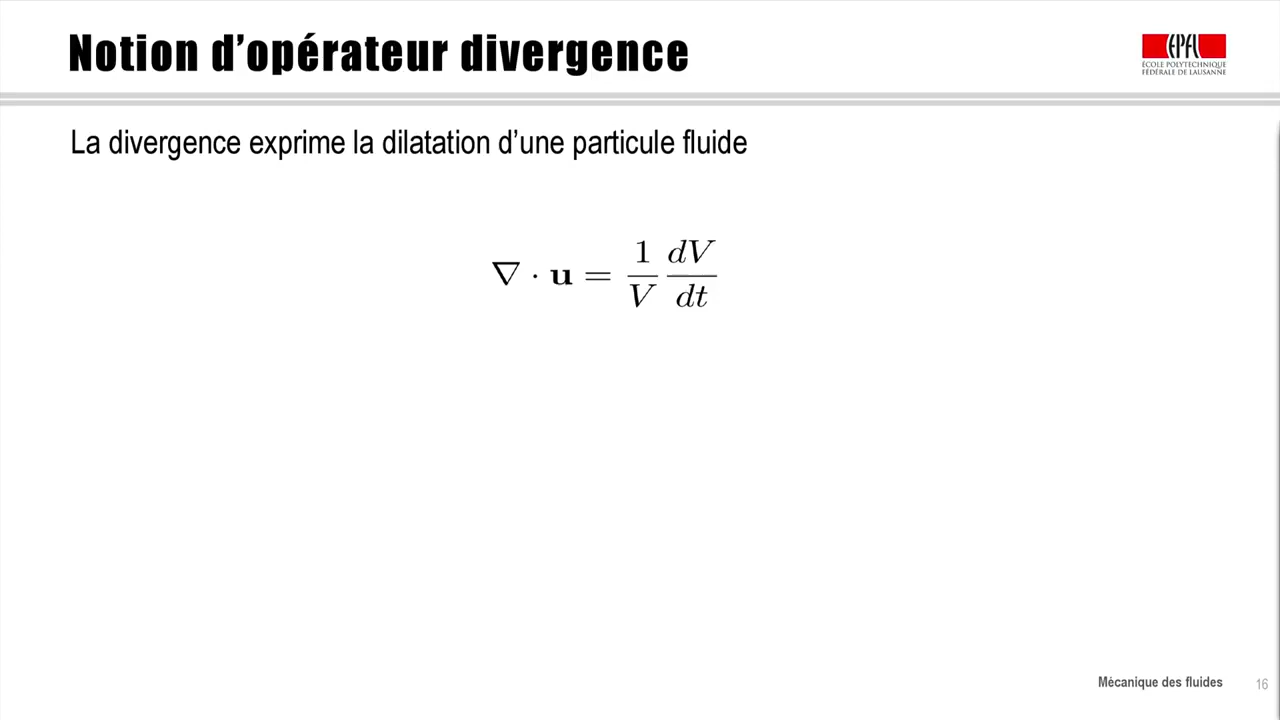 Notion d’opérateur divergence
EPFL
ÉCOLE POLYTECHNIQUE
FÉDÉRALE DE LAUSANNE
La divergence exprime la dilatation d’une particule fluide
∇ · u = 1/V dV/dt
Mécanique des fluides 16